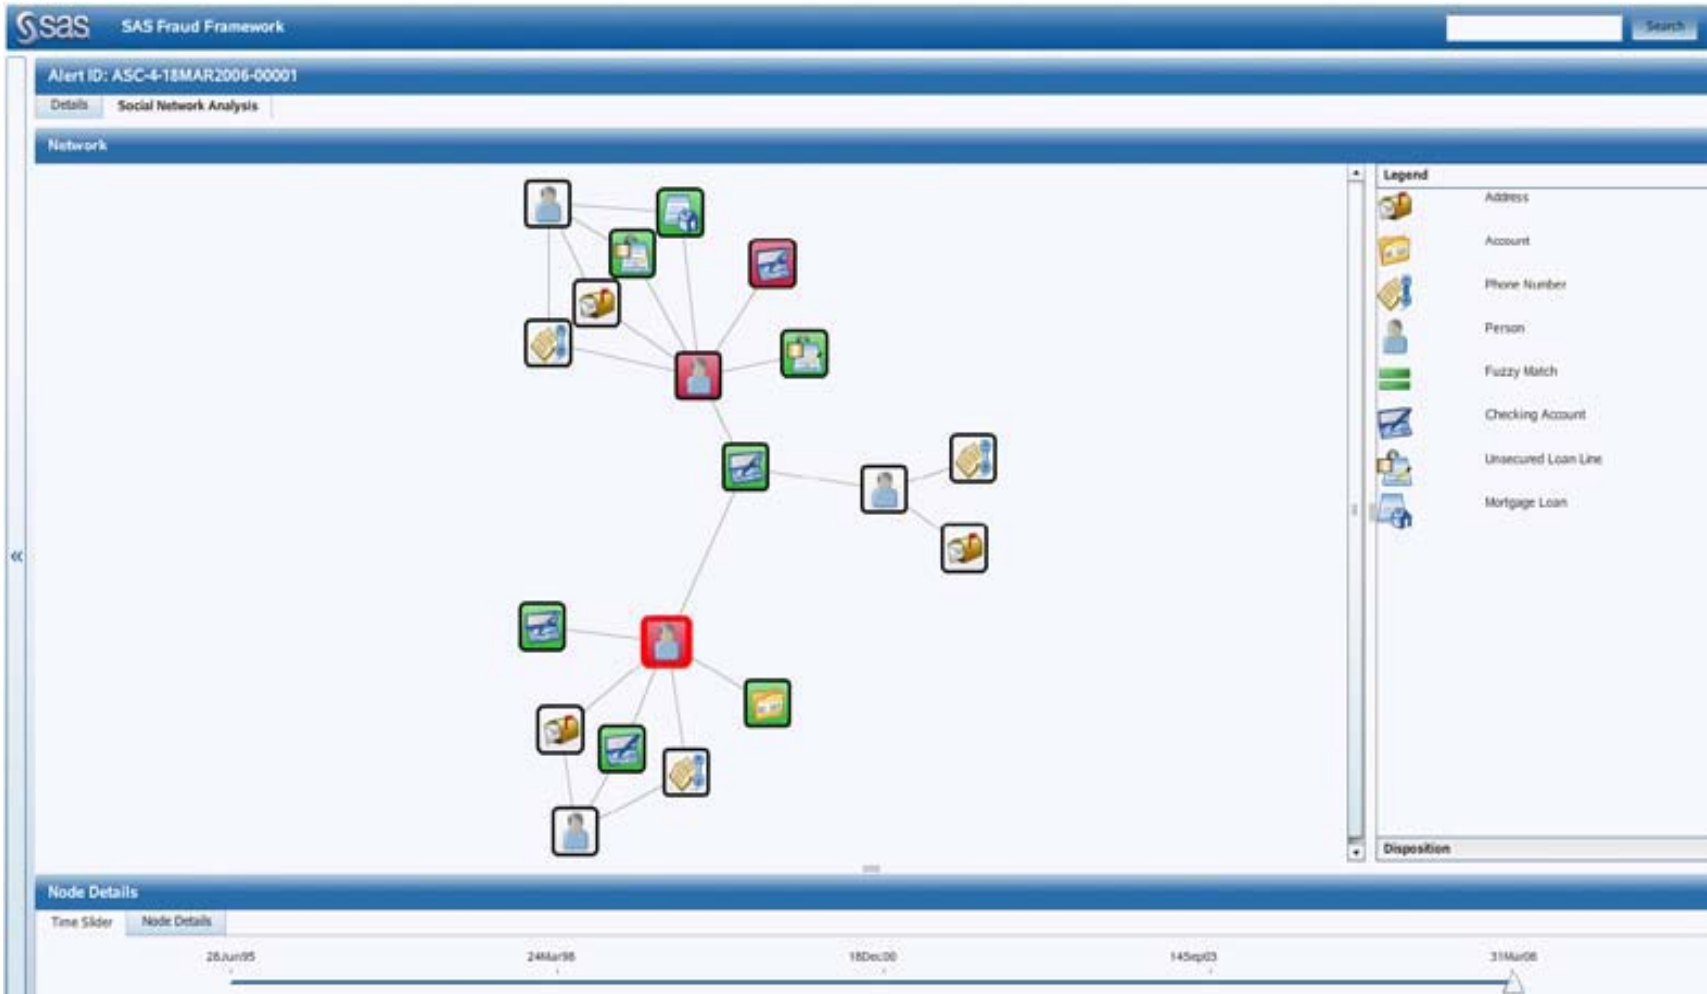 sas SAS Fraud Framework Search
Alert ID: ASC-4-18MAR2006-00001
Details Social Network Analysis
Network
Legend
Address
Account
Phone Number
Person
Fuzzy Match
Checking Account
Unsecured Loan Line
Mortgage Loan
Disposition
Node Details
Time Slider Node Details
28Jun95 24Mar98 18Dec00 14Sep03 31Mar06